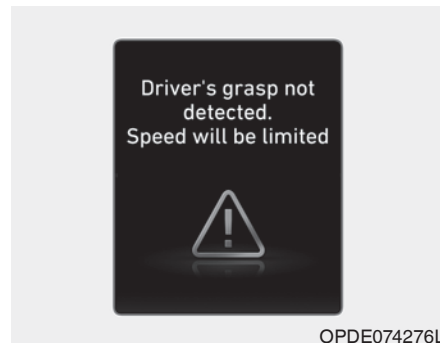 Driver's grasp not
detected.
Speed will be limited
OPDE074276L